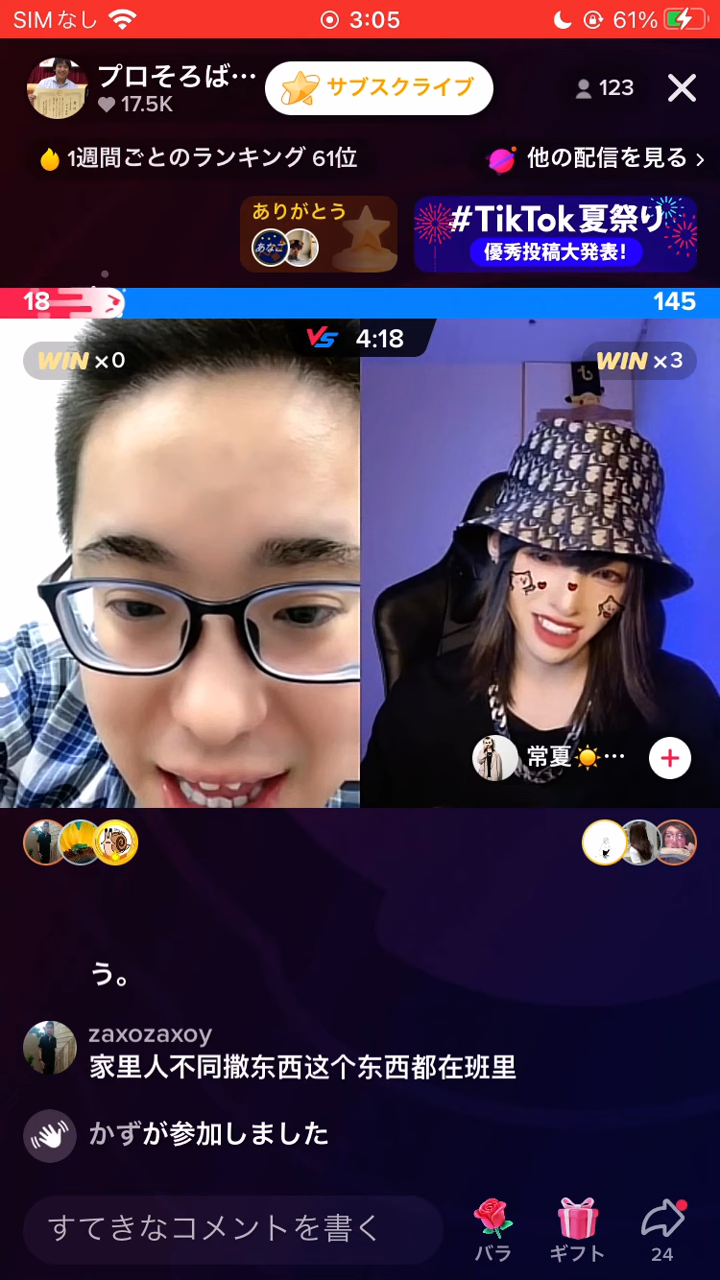 SIMなし 3:05 61%
プロそろば… サブスクライブ 123
17.5K
1週間ごとのランキング 61位 他の配信を見る
ありがとう
あなご
#TikTok夏祭り
優秀投稿大発表!
18 145
VS 4:18
WIN x0 WIN x3
常夏☀️…
う。
zaxozaxoy
家里人不同撒东西这个东西都在班里
かずが参加しました
すてきなコメントを書く
バラ ギフト 24